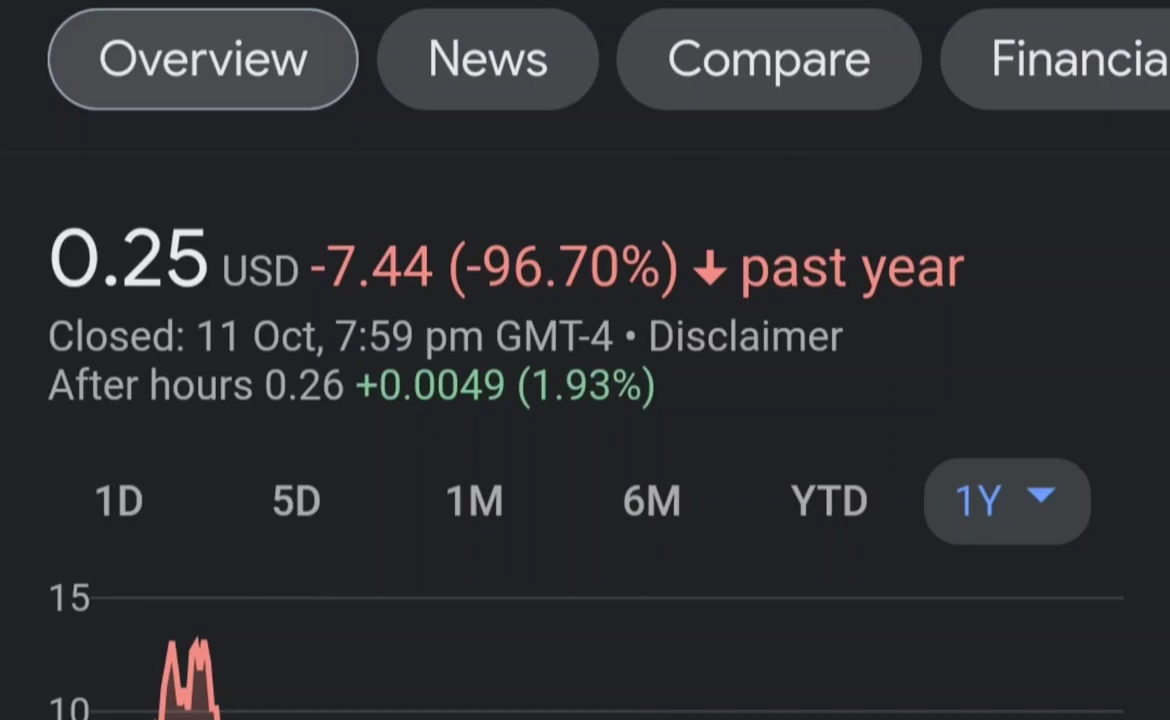 Overview News Compare Financia
0.25 USD -7.44 (-96.70%) ↓ past year
Closed: 11 Oct, 7:59 pm GMT-4 • Disclaimer
After hours 0.26 +0.0049 (1.93%)
1D 5D 1M 6M YTD 1Y
15
10